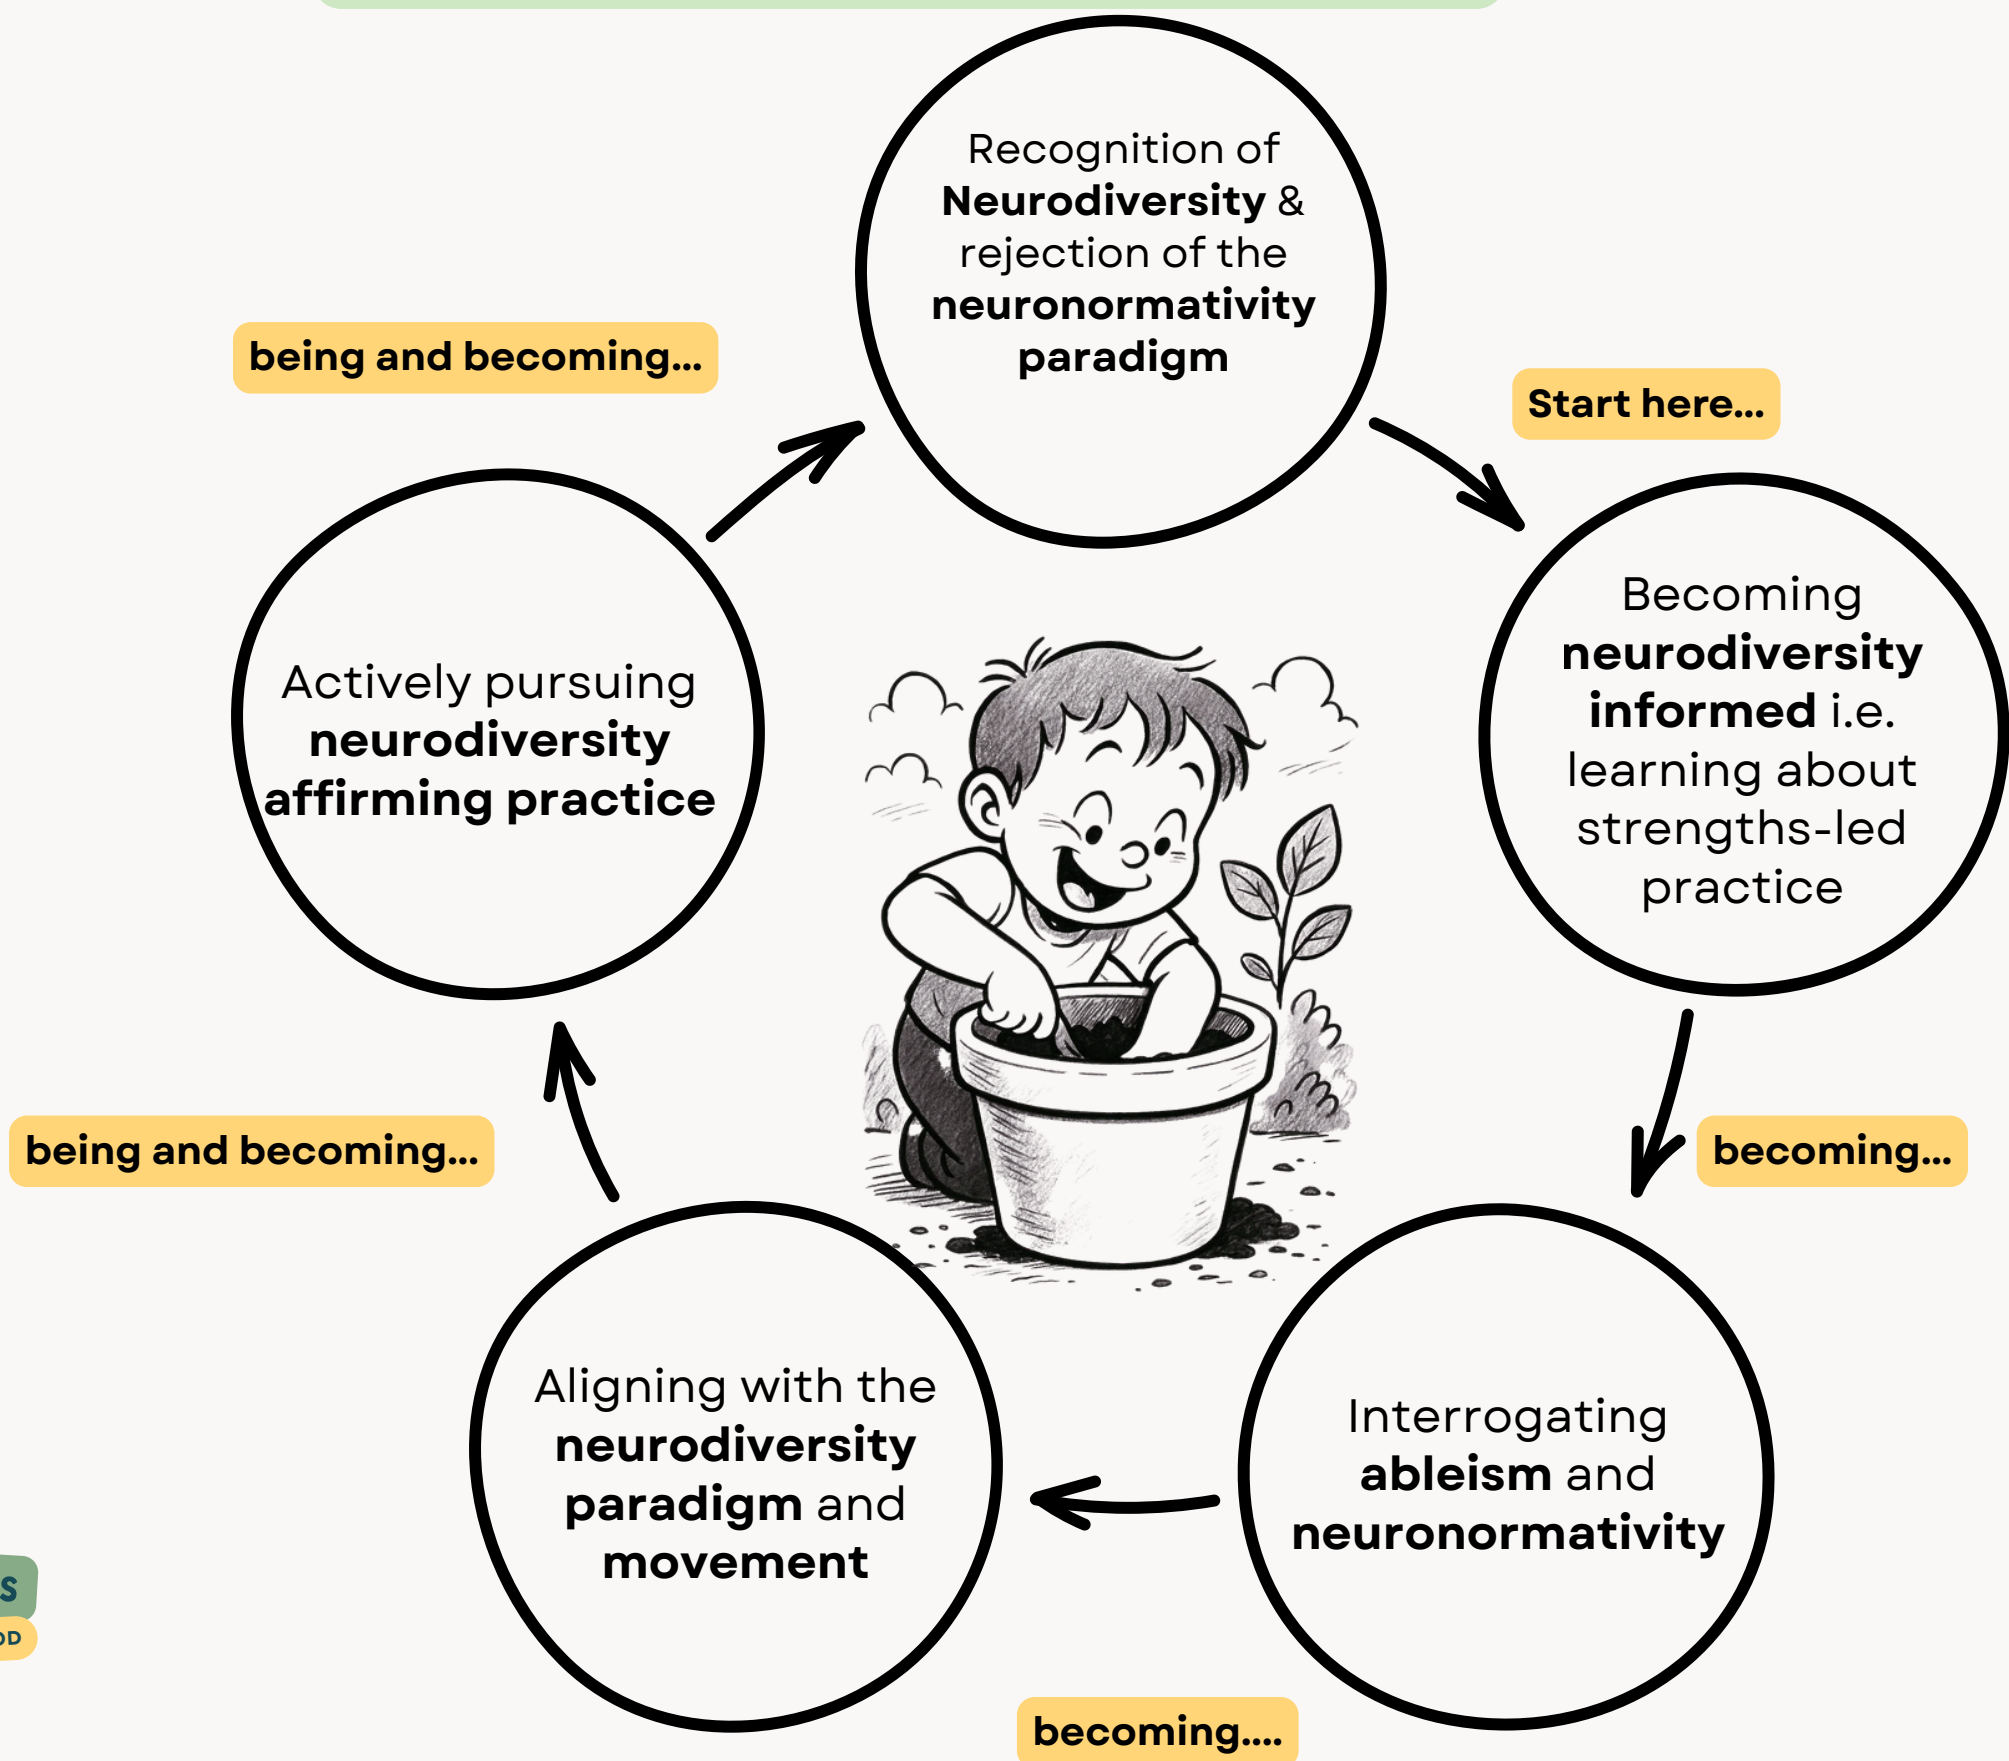 Recognition of
Neurodiversity &
rejection of the
neuronormativity
paradigm
Start here...
Becoming
neurodiversity
informed i.e.
learning about
strengths-led
practice
becoming...
Interrogating
ableism and
neuronormativity
becoming....
Aligning with the
neurodiversity
paradigm and
movement
being and becoming...
Actively pursuing
neurodiversity
affirming practice
being and becoming...